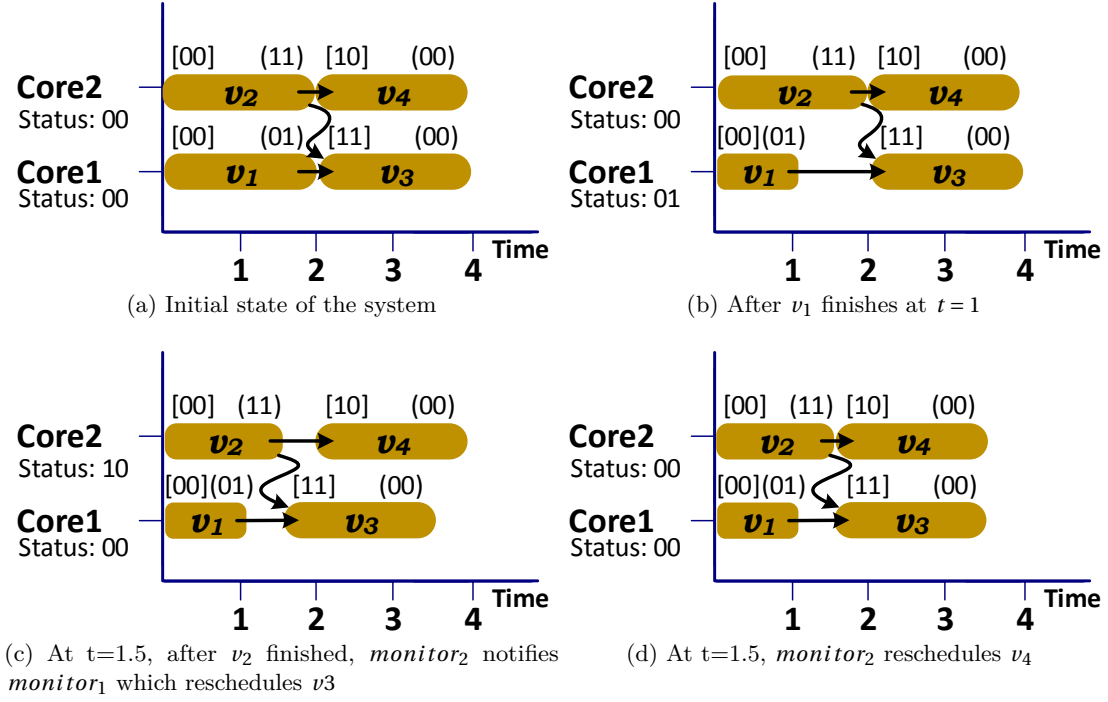 [00] (11) [10] (00)
Core2 v2 v4
Status: 00
[00] (01) [11] (00)
Core1 v1 v3
Status: 00
Time
1 2 3 4
(a) Initial state of the system
[00] (11) [10] (00)
Core2 v2 v4
Status: 00
[00](01) [11] (00)
Core1 v1 v3
Status: 01
Time
1 2 3 4
(b) After v1 finishes at t = 1
[00] (11) [10] (00)
Core2 v2 v4
Status: 10
[00](01) [11] (00)
Core1 v1 v3
Status: 00
Time
1 2 3 4
(c) At t=1.5, after v2 finished, monitor2 notifies
monitor1 which reschedules v3
[00] (11) [10] (00)
Core2 v2 v4
Status: 00
[00](01) [11] (00)
Core1 v1 v3
Status: 00
Time
1 2 3 4
(d) At t=1.5, monitor2 reschedules v4